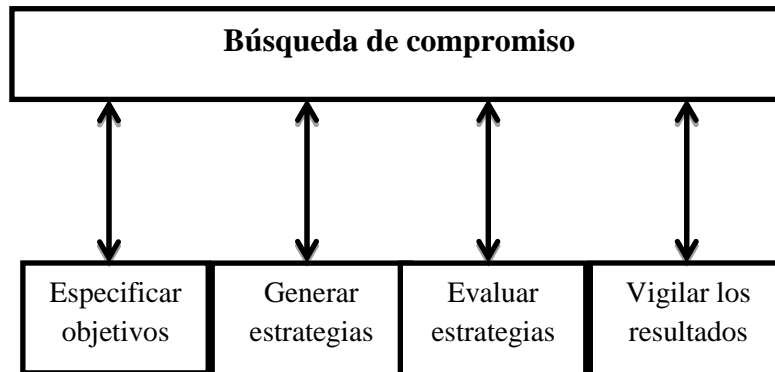 Búsqueda de compromiso
Especificar
objetivos
Generar
estrategias
Evaluar
estrategias
Vigilar los
resultados